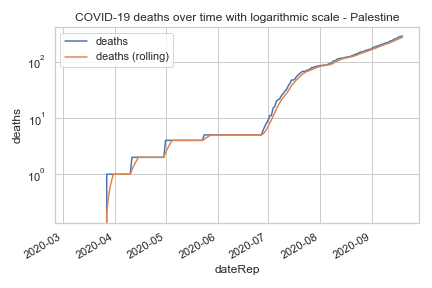 COVID-19 deaths over time with logarithmic scale - Palestine
deaths
deaths (rolling)
10²
10¹
10⁰
deaths
2020-03
2020-04
2020-05
2020-06
2020-07
2020-08
2020-09
dateRep